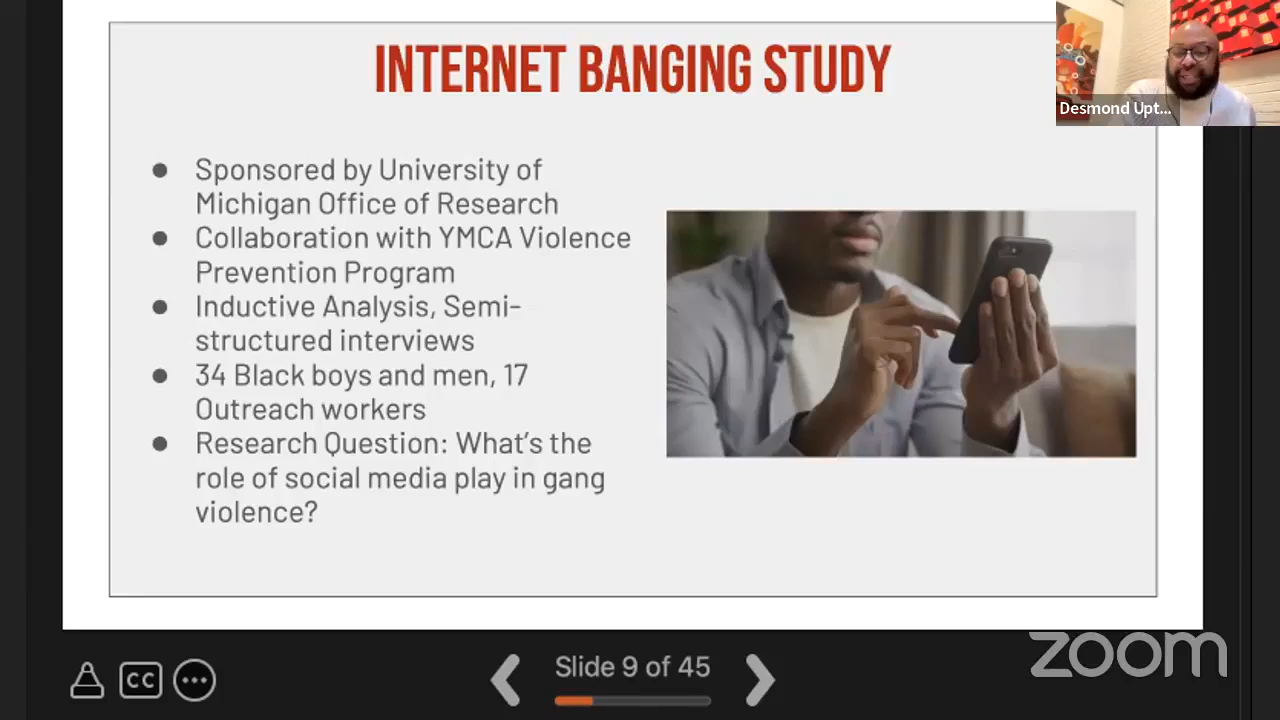 INTERNET BANGING STUDY
Desmond Upt...
● Sponsored by University of
Michigan Office of Research
● Collaboration with YMCA Violence
Prevention Program
● Inductive Analysis, Semi-
structured interviews
● 34 Black boys and men, 17
Outreach workers
● Research Question: What's the
role of social media play in gang
violence?
zoom
CC
Slide 9 of 45